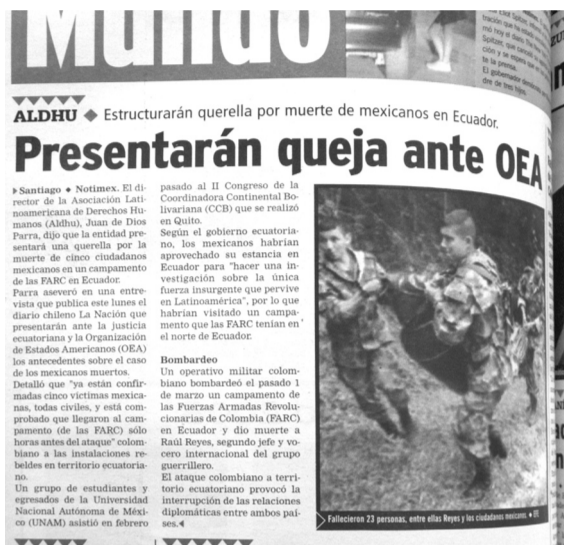 Mundo
ALDHU ◆ Estructurarán querella por muerte de mexicanos en Ecuador.
Presentarán queja ante OEA
Santiago ◆ Notimex. El di-
rector de la Asociación Lati-
noamericana de Derechos Hu-
manos (Aldhu), Juan de Dios
Parra, dijo que la entidad pre-
sentará una querella por la
muerte de cinco ciudadanos
mexicanos en un campamento
de las FARC en Ecuador.
Parra aseveró en una entre-
vista que publica este lunes el
diario chileno La Nación que
presentarán ante la justicia
ecuatoriana y la Organización
de Estados Americanos (OEA)
los antecedentes sobre el caso
de los mexicanos muertos.
Detalló que "ya están confir-
madas cinco víctimas mexica-
nas, todas civiles, y está com-
probado que llegaron al cam-
pamento (de las FARC) sólo
horas antes del ataque" colom-
biano a las instalaciones re-
beldes en territorio ecuatoria-
no.
Un grupo de estudiantes y
egresados de la Universidad
Nacional Autónoma de Méxi-
co (UNAM) asistió en febrero
pasado al II Congreso de la
Coordinadora Continental Bo-
livariana (CCB) que se realizó
en Quito.
Según el gobierno ecuatoria-
no, los mexicanos habrían
aprovechado su estancia en
Ecuador para "hacer una in-
vestigación sobre la única
fuerza insurgente que pervive
en Latinoamérica", por lo que
habrían visitado un campa-
mento que las FARC tenían en
el norte de Ecuador.
Bombardeo
Un operativo militar colom-
biano bombardeó el pasado 1
de marzo un campamento de
las Fuerzas Armadas Revolu-
cionarias de Colombia (FARC)
en Ecuador y dio muerte a
Raúl Reyes, segundo jefe y vo-
cero internacional del grupo
guerrillero.
El ataque colombiano a terri-
torio ecuatoriano provocó la
interrupción de las relaciones
diplomáticas entre ambos paí-
ses.
Fallecieron 23 personas, entre ellas Reyes y los ciudadanos mexicanos.